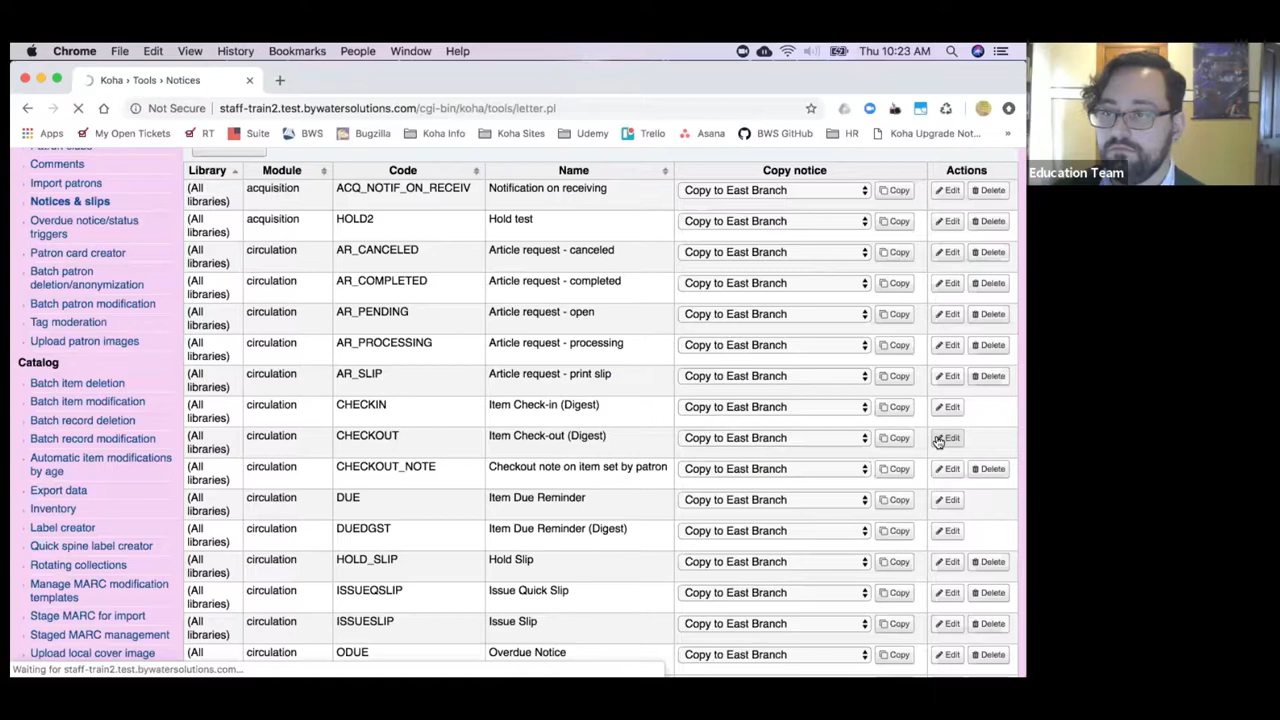 Chrome File Edit View History Bookmarks People Window Help Thu 10:23 AM
Koha › Tools › Notices
Not Secure staff-train2.test.bywatersolutions.com/cgi-bin/koha/tools/letter.pl
Apps My Open Tickets RT Suite BWS Bugzilla Koha Info Koha Sites Udemy Trello Asana BWS GitHub HR Koha Upgrade Not... »
Comments
Import patrons
Notices & slips
Overdue notice/status
triggers
Patron card creator
Batch patron
deletion/anonymization
Batch patron modification
Tag moderation
Upload patron images
Catalog
Batch item deletion
Batch item modification
Batch record deletion
Batch record modification
Automatic item modifications
by age
Export data
Inventory
Label creator
Quick spine label creator
Rotating collections
Manage MARC modification
templates
Stage MARC for import
Staged MARC management
Upload local cover image
Library Module Code Name Copy notice Actions
(All libraries) acquisition ACQ_NOTIF_ON_RECEIV Notification on receiving Copy to East Branch Copy Edit Delete
(All libraries) acquisition HOLD2 Hold test Copy to East Branch Copy Edit Delete
(All libraries) circulation AR_CANCELED Article request - canceled Copy to East Branch Copy Edit Delete
(All libraries) circulation AR_COMPLETED Article request - completed Copy to East Branch Copy Edit Delete
(All libraries) circulation AR_PENDING Article request - open Copy to East Branch Copy Edit Delete
(All libraries) circulation AR_PROCESSING Article request - processing Copy to East Branch Copy Edit Delete
(All libraries) circulation AR_SLIP Article request - print slip Copy to East Branch Copy Edit Delete
(All libraries) circulation CHECKIN Item Check-in (Digest) Copy to East Branch Copy Edit
(All libraries) circulation CHECKOUT Item Check-out (Digest) Copy to East Branch Copy Edit
(All libraries) circulation CHECKOUT_NOTE Checkout note on item set by patron Copy to East Branch Copy Edit Delete
(All libraries) circulation DUE Item Due Reminder Copy to East Branch Copy Edit
(All libraries) circulation DUEDGST Item Due Reminder (Digest) Copy to East Branch Copy Edit
(All libraries) circulation HOLD_SLIP Hold Slip Copy to East Branch Copy Edit Delete
(All libraries) circulation ISSUEQSLIP Issue Quick Slip Copy to East Branch Copy Edit Delete
(All libraries) circulation ISSUESLIP Issue Slip Copy to East Branch Copy Edit Delete
(All circulation ODUE Overdue Notice Copy to East Branch Copy Edit Delete
Waiting for staff-train2.test.bywatersolutions.com...
Education Team